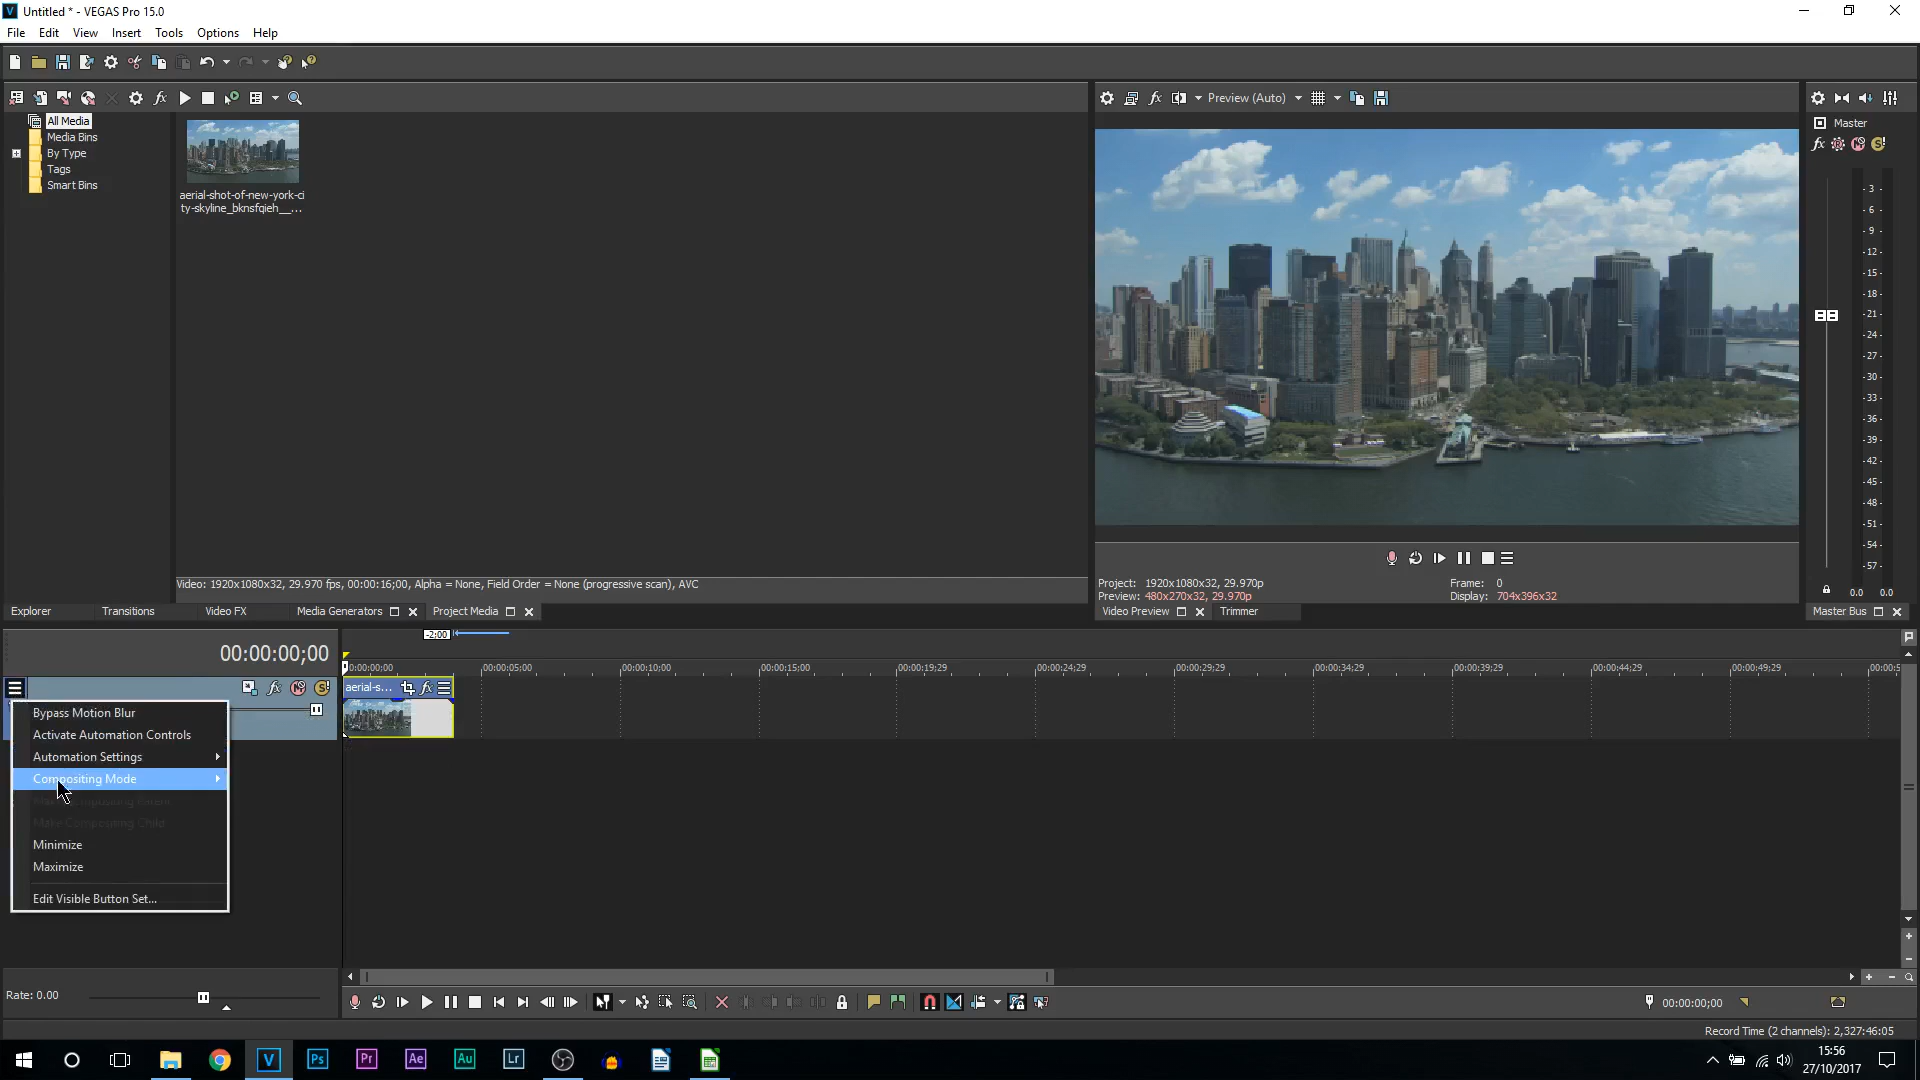 Untitled * - VEGAS Pro 15.0
File Edit View Insert Tools Options Help
Preview (Auto)
All Media
Media Bins
By Type
Tags
Smart Bins
aerial-shot-of-new-york-ci
ty-skyline_bknsfqieh__...
Master
-3-
-6-
-9-
-12-
-15-
-18-
-21-
-24-
-27-
-30-
-33-
-36-
-39-
-42-
-45-
-48-
-51-
-54-
-57-
0.0 0.0
Video: 1920x1080x32, 29.970 fps, 00:00:16;00, Alpha = None, Field Order = None (progressive scan), AVC
Project: 1920x1080x32, 29.970p
Preview: 480x270x32, 29.970p
Frame: 0
Display: 704x396x32
Explorer Transitions Video FX Media Generators Project Media
Video Preview Trimmer
Master Bus
-2:00
00:00:00;00
0:00:00;00 00:00:05;00 00:00:10;00 00:00:15;00 00:00:19;29 00:00:24;29 00:00:29;29 00:00:34;29 00:00:39;29 00:00:44;29 00:00:49;29 00:00:5
aerial-s...
Bypass Motion Blur
Activate Automation Controls
Automation Settings
Compositing Mode
Make Compositing Parent
Make Compositing Child
Minimize
Maximize
Edit Visible Button Set...
Rate: 0.00
00:00:00;00
Record Time (2 channels): 2,327:46:05
V Ps Pr Ae Au Lr
15:56
27/10/2017